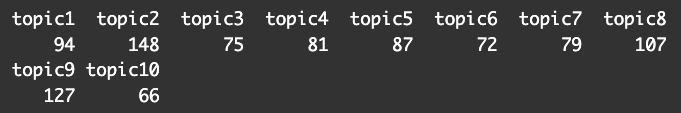 topic1 topic2 topic3 topic4 topic5 topic6 topic7 topic8
94 148 75 81 87 72 79 107
topic9 topic10
127 66